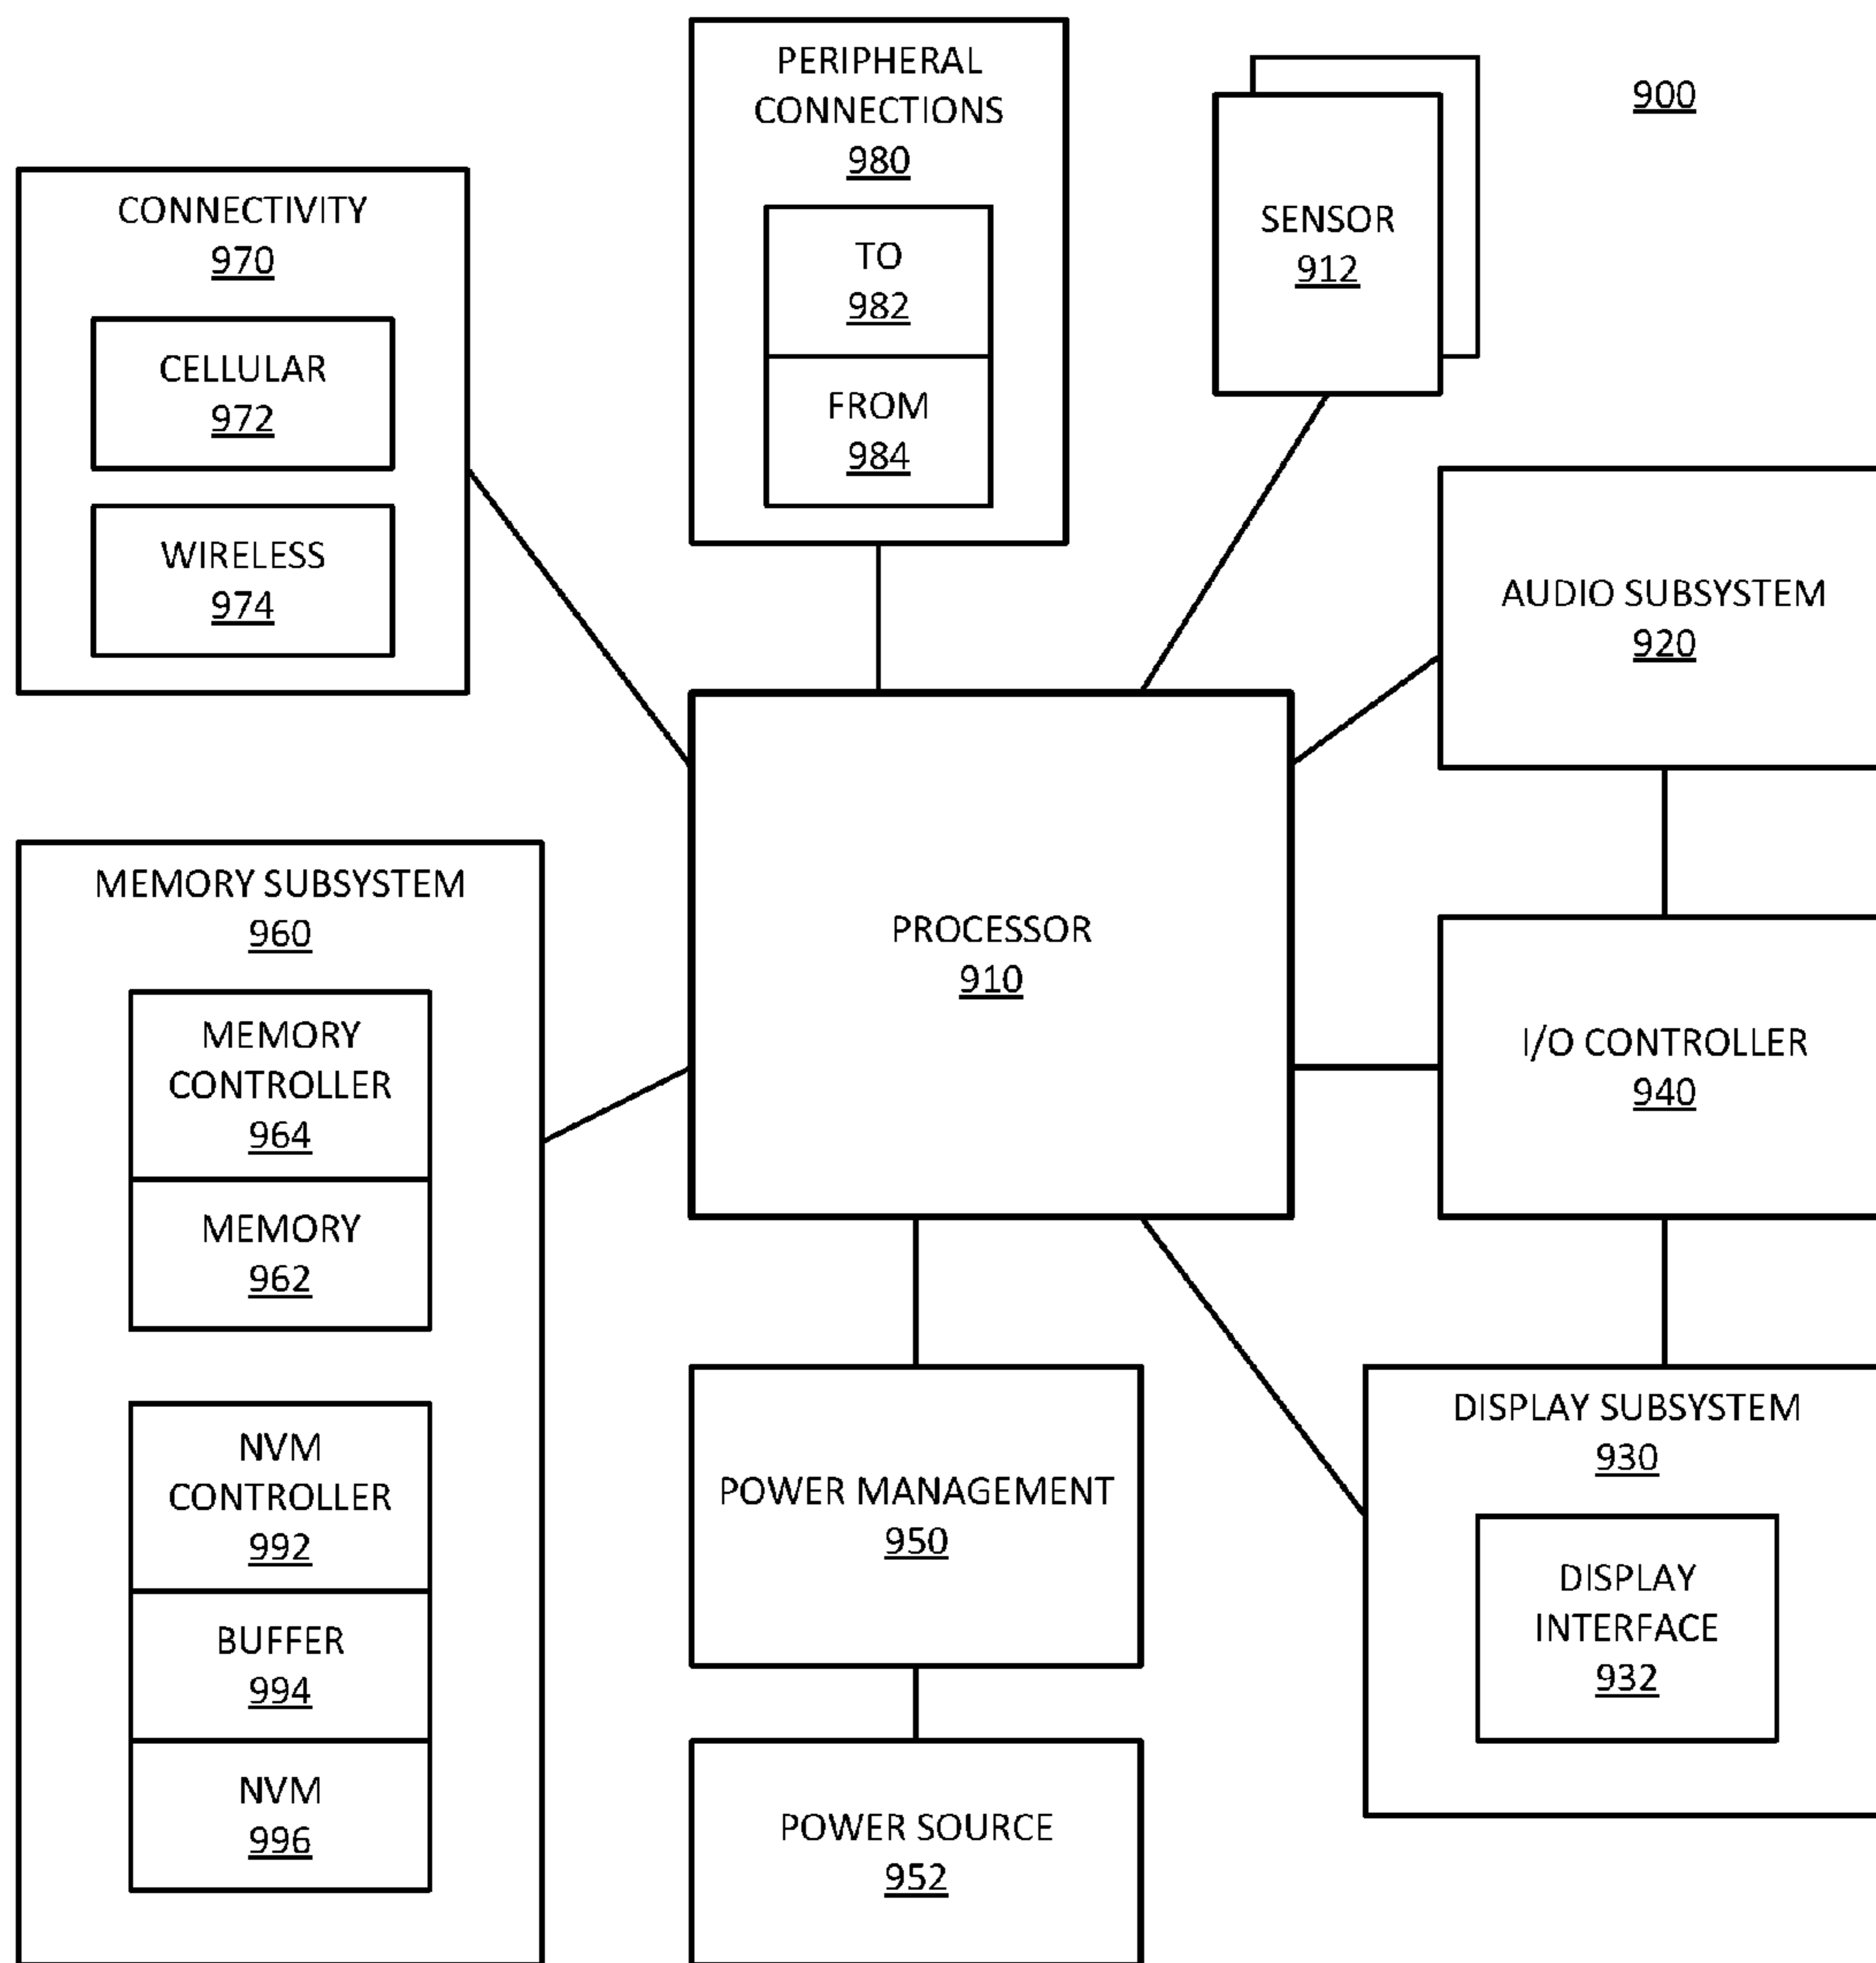 PERIPHERAL
CONNECTIONS
980
TO
982
FROM
984
SENSOR
912
900
CONNECTIVITY
970
CELLULAR
972
WIRELESS
974
AUDIO SUBSYSTEM
920
PROCESSOR
910
I/O CONTROLLER
940
MEMORY SUBSYSTEM
960
MEMORY
CONTROLLER
964
MEMORY
962
NVM
CONTROLLER
992
BUFFER
994
NVM
996
POWER MANAGEMENT
950
POWER SOURCE
952
DISPLAY SUBSYSTEM
930
DISPLAY
INTERFACE
932